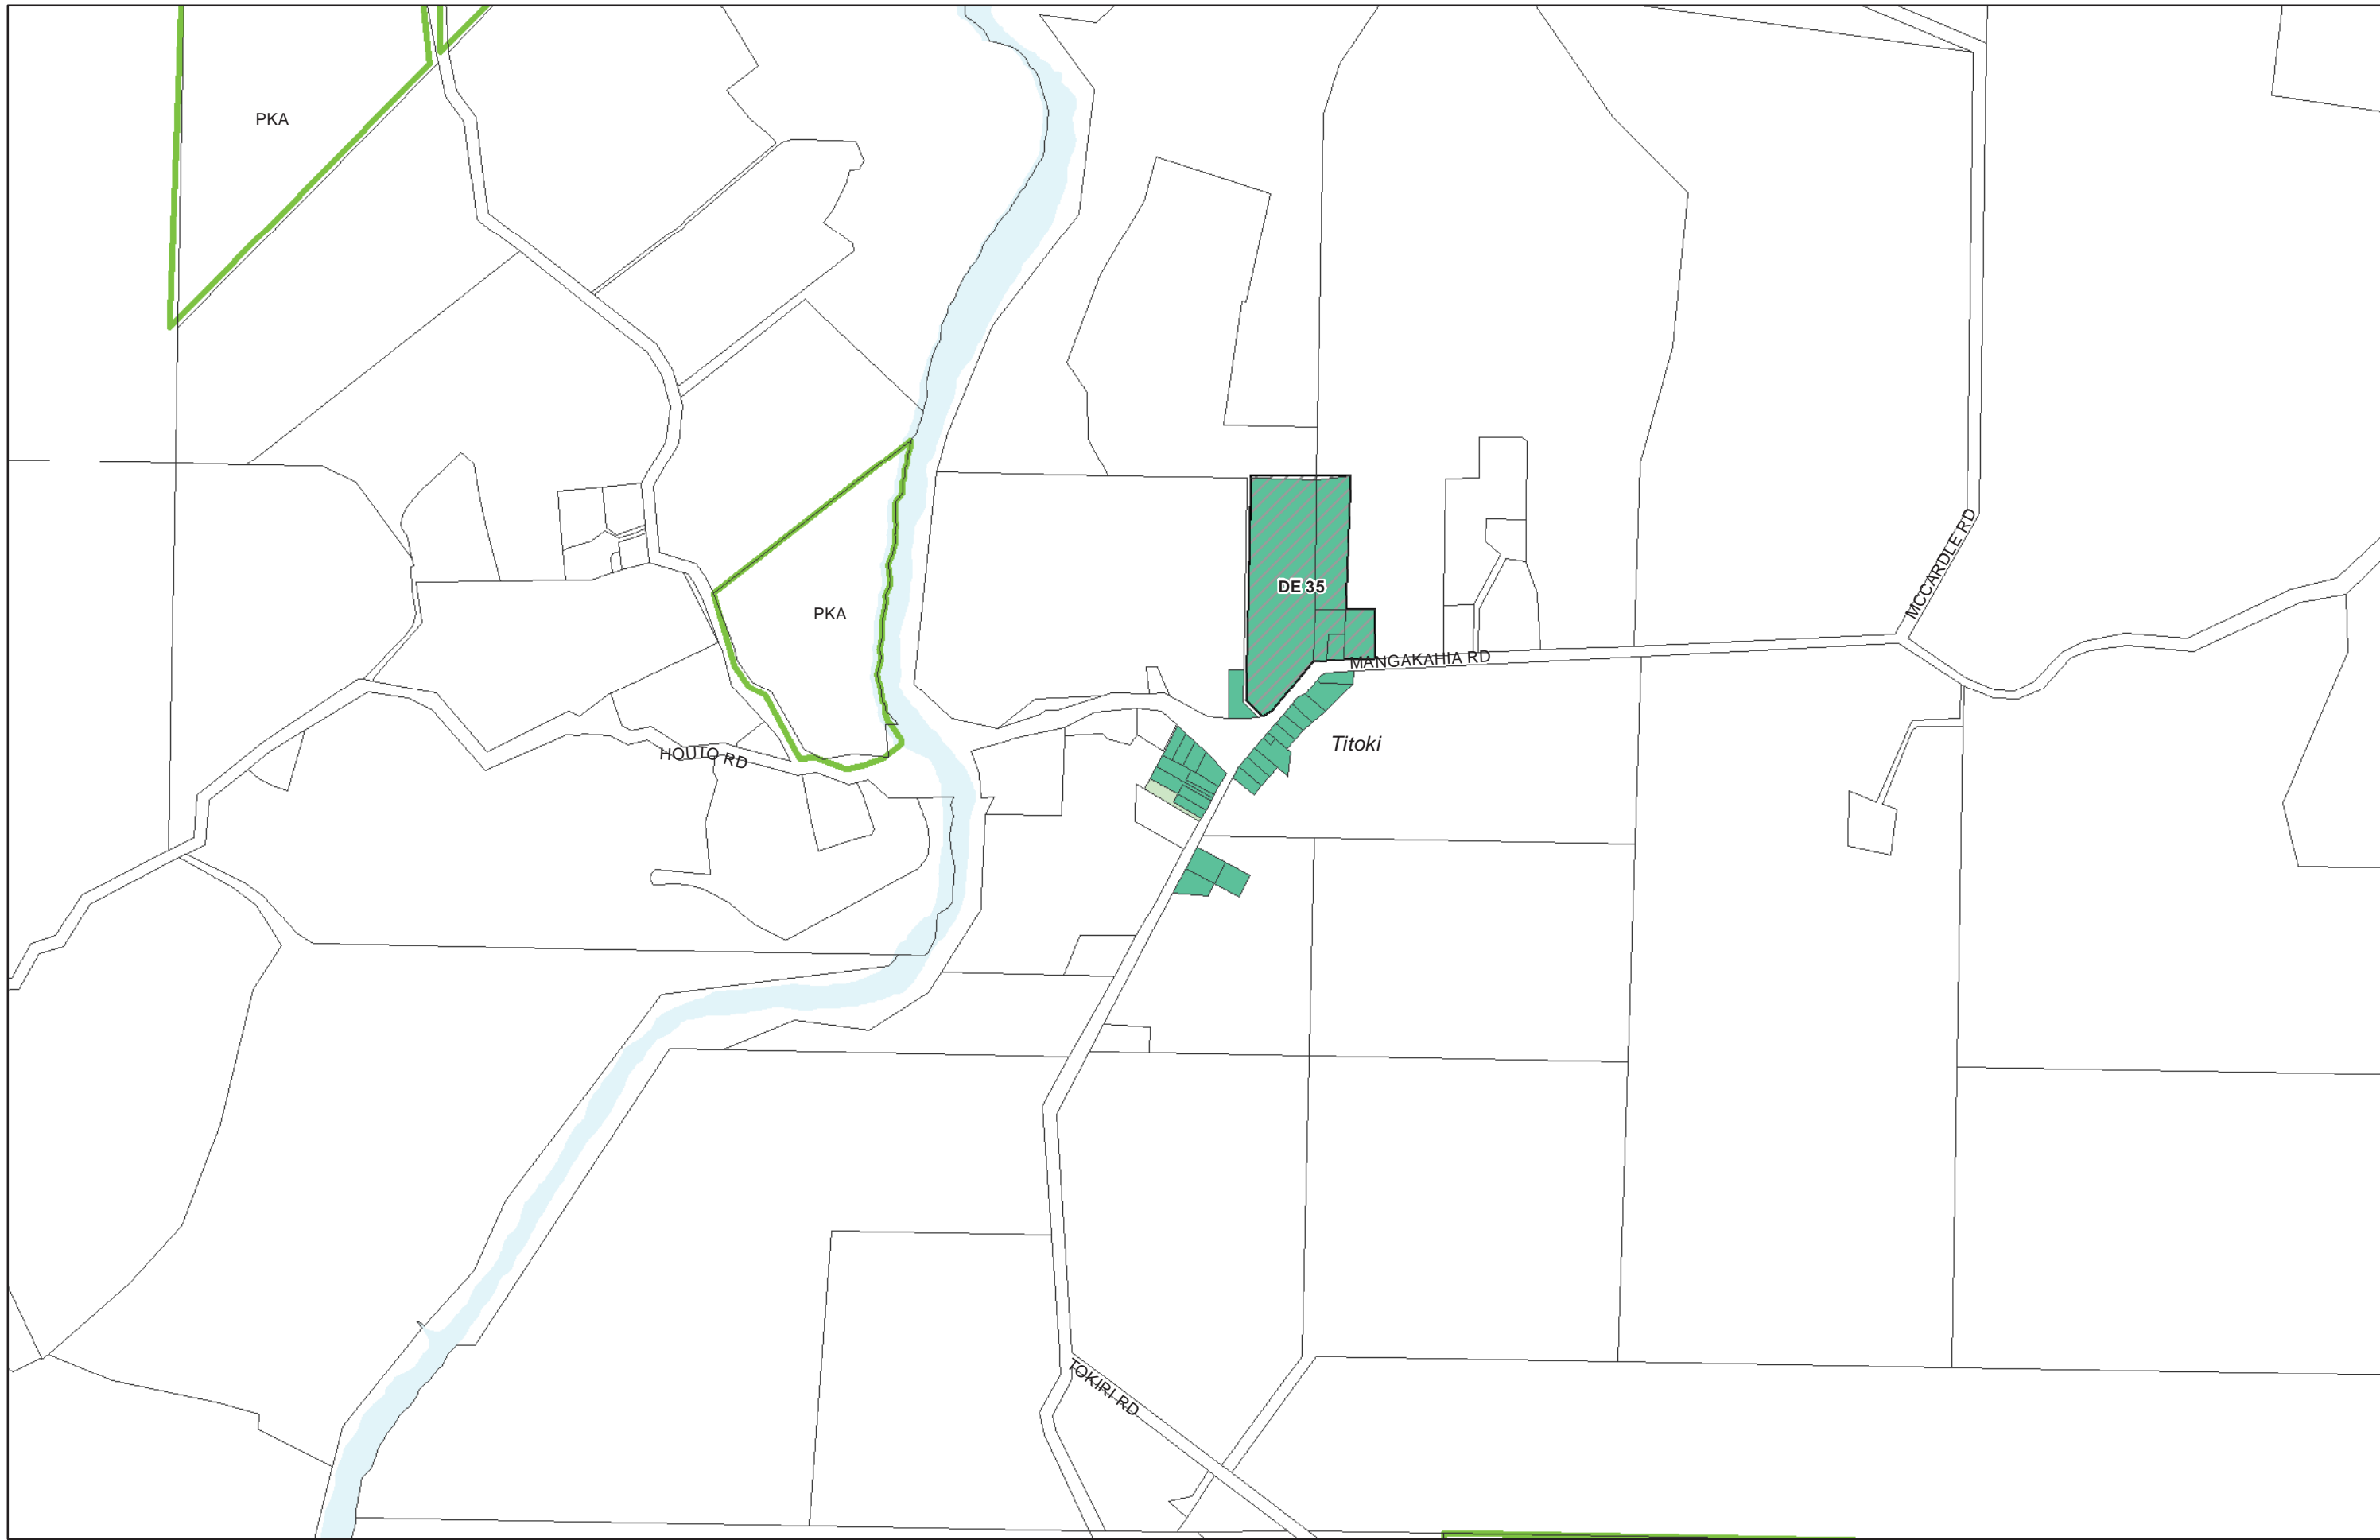 PKA
MCCARDLE RD
DE 35
PKA
MANGAKAHIA RD
Titoki
HOUTO RD
TOKIRI RD